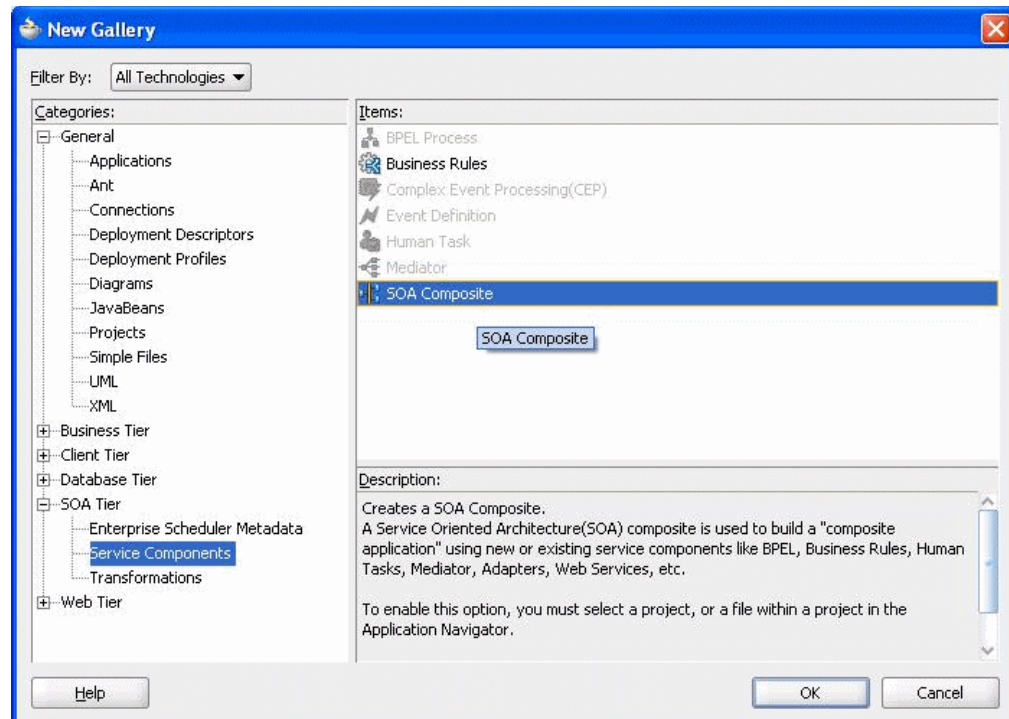 New Gallery
Filter By: All Technologies
Categories:
General
Applications
Ant
Connections
Deployment Descriptors
Deployment Profiles
Diagrams
JavaBeans
Projects
Simple Files
UML
XML
Business Tier
Client Tier
Database Tier
SOA Tier
Enterprise Scheduler Metadata
Service Components
Transformations
Web Tier
Items:
BPEL Process
Business Rules
Complex Event Processing(CEP)
Event Definition
Human Task
Mediator
SOA Composite
SOA Composite
Description:
Creates a SOA Composite.
A Service Oriented Architecture(SOA) composite is used to build a "composite
application" using new or existing service components like BPEL, Business Rules, Human
Tasks, Mediator, Adapters, Web Services, etc.
To enable this option, you must select a project, or a file within a project in the
Application Navigator.
Help
OK
Cancel